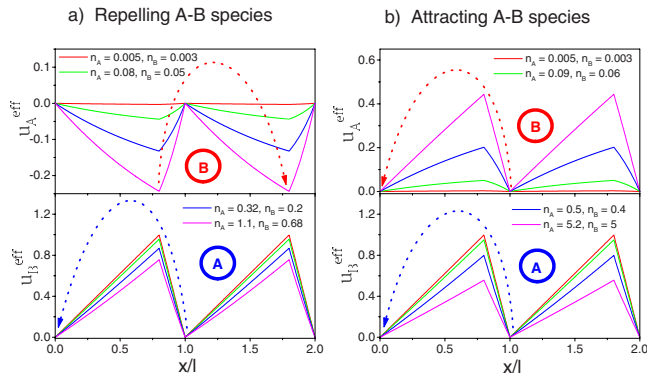 a) Repelling A-B species
n_A = 0.005, n_B = 0.003
n_A = 0.08, n_B = 0.05
0.1
0.0
-0.1
-0.2
u_A^eff
B
n_A = 0.32, n_B = 0.2
n_A = 1.1, n_B = 0.68
1.2
0.8
0.4
0.0
u_B^eff
A
0.0 0.5 1.0 1.5 2.0
x/l
b) Attracting A-B species
n_A = 0.005, n_B = 0.003
n_A = 0.09, n_B = 0.06
0.6
0.4
0.2
0.0
u_A^eff
B
n_A = 0.5, n_B = 0.4
n_A = 5.2, n_B = 5
1.2
0.8
0.4
0.0
u_B^eff
A
0.0 0.5 1.0 1.5 2.0
x/l